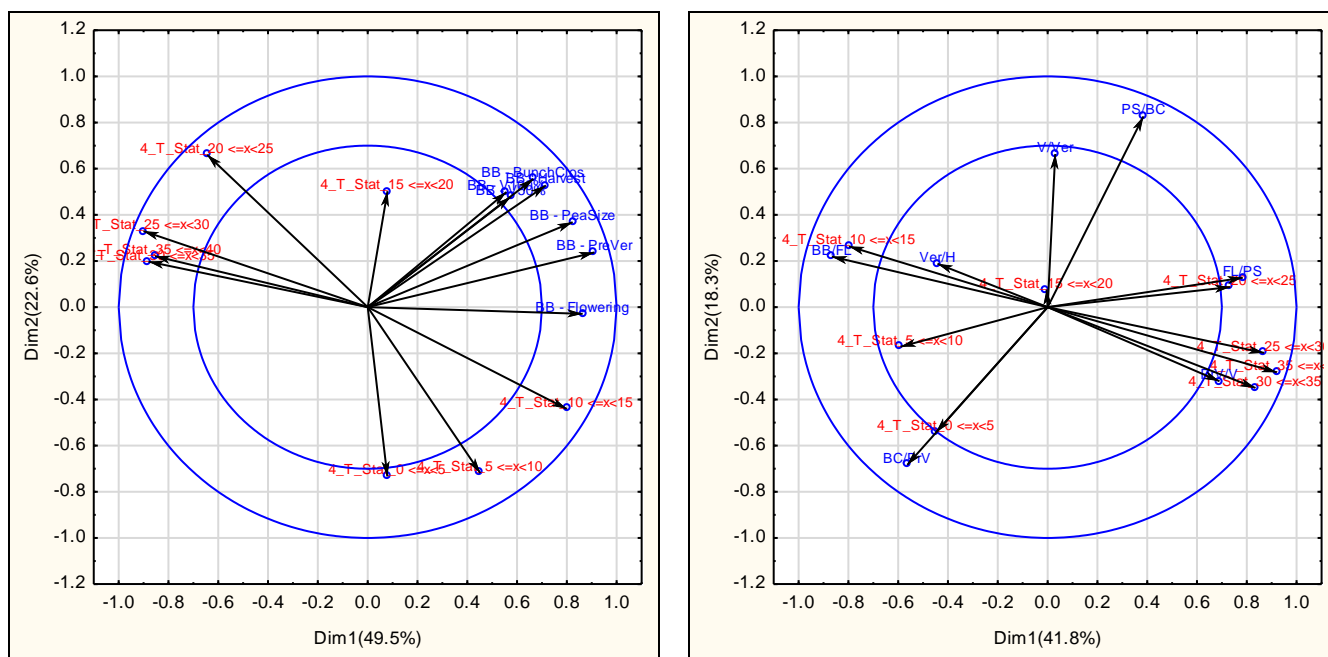 1.2
1.0
0.8
0.6
0.4
0.2
0.0
-0.2
-0.4
-0.6
-0.8
-1.0
-1.2
Dim2(22.6%)
4_T_Stat_20 <=x<25
4_T_Stat_15 <=x<20
BB - BunchClos
BB - PeaSize
T_Stat_25 <=x<30
BB - PreVer
BB - Flowering
4_T_Stat_10 <=x<15
4_T_Stat_0 <=x<5
4_T_Stat_5 <=x<10
-1.0 -0.8 -0.6 -0.4 -0.2 0.0 0.2 0.4 0.6 0.8 1.0
Dim1(49.5%)
1.2
1.0
0.8
0.6
0.4
0.2
0.0
-0.2
-0.4
-0.6
-0.8
-1.0
-1.2
Dim2(18.3%)
PS/BC
V/Ver
4_T_Stat_10 <=x<15
BB/FL
Ver/H
FL/PS
4_T_Stat_15 <=x<20
4_T_Stat_20 <=x<25
4_T_Stat_5 <=x<10
4_T_Stat_25 <=x<30
4_T_Stat_35 <=x<
4_T_Stat_30 <=x<35
4_T_Stat_0 <=x<5
BC/PrV
-1.0 -0.8 -0.6 -0.4 -0.2 0.0 0.2 0.4 0.6 0.8 1.0
Dim1(41.8%)